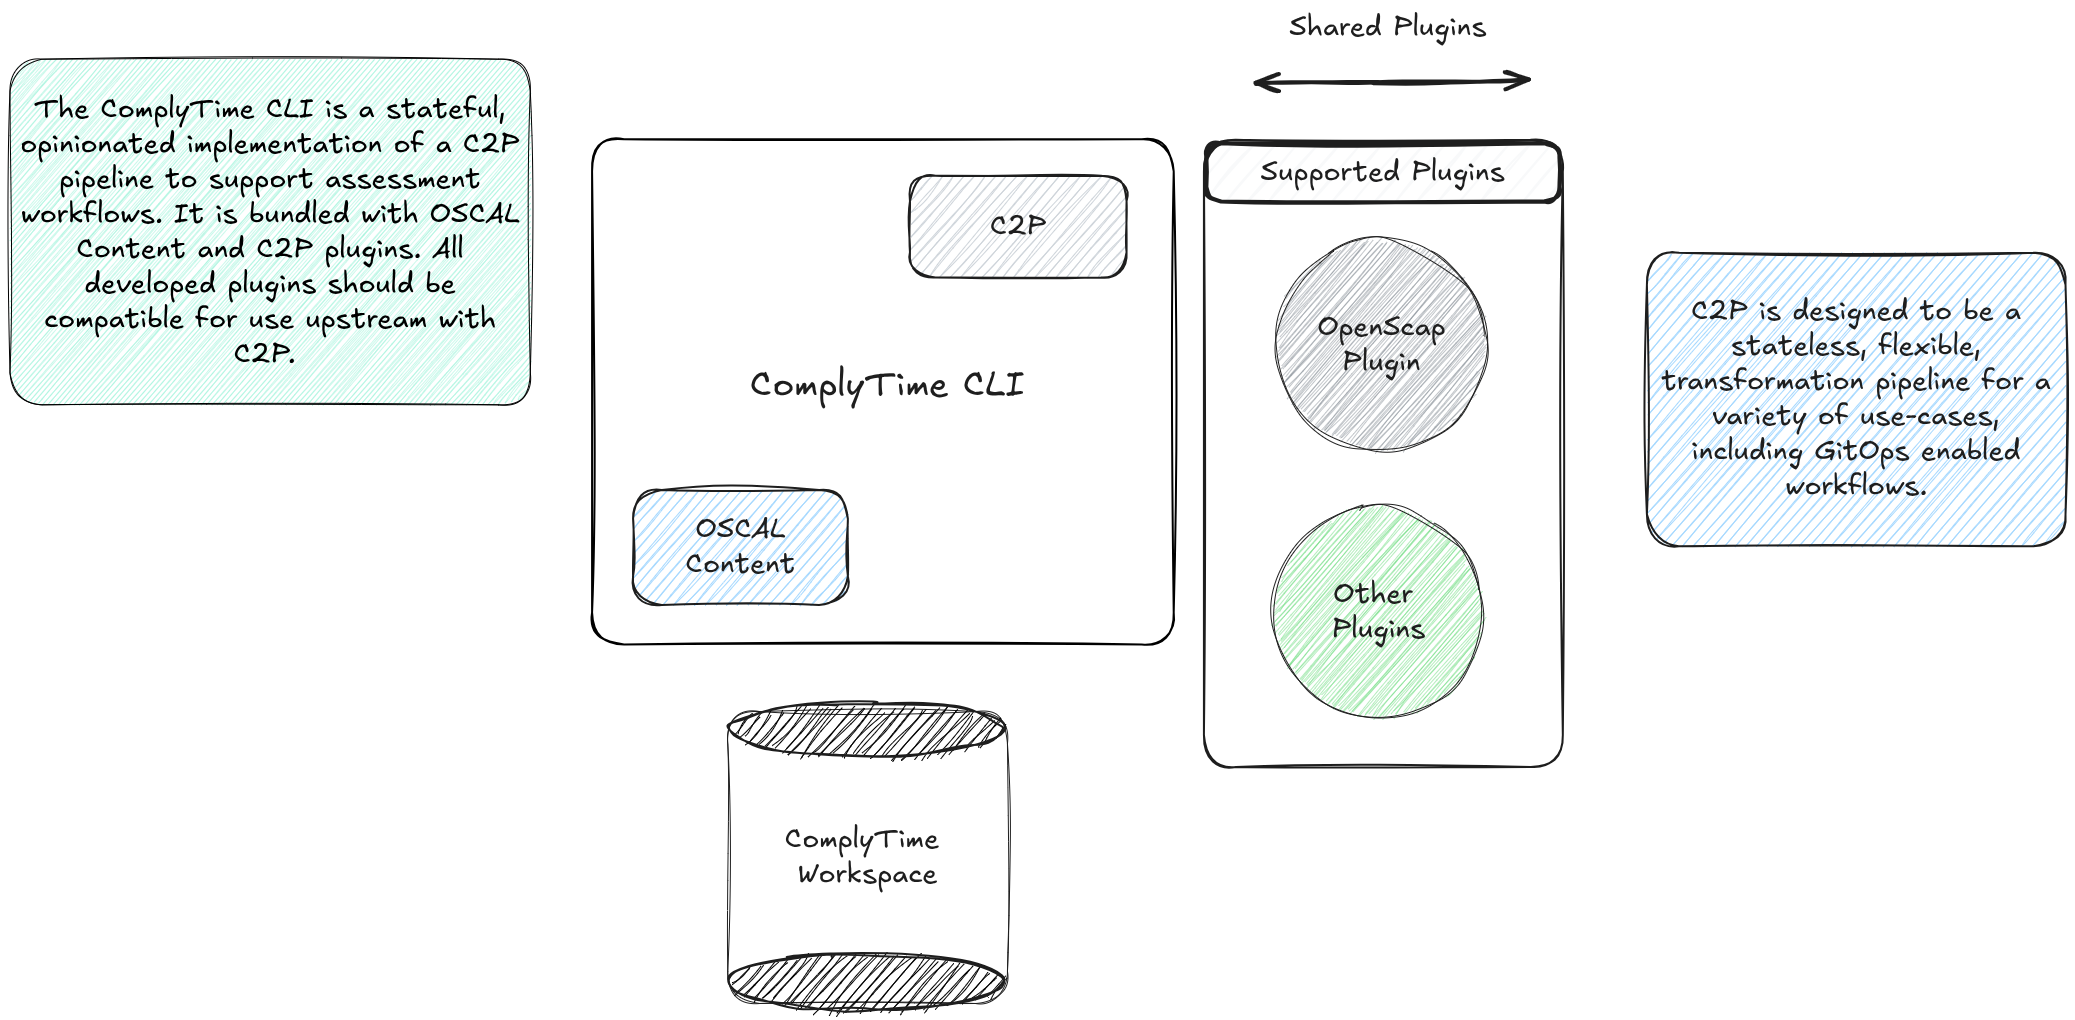 Shared Plugins
The ComplyTime CLI is a stateful,
opinionated implementation of a C2P
pipeline to support assessment
workflows. It is bundled with OSCAL
Content and C2P plugins. All
developed plugins should be
compatible for use upstream with
C2P.
C2P
ComplyTime CLI
OSCAL
Content
Supported Plugins
OpenScap
Plugin
Other
Plugins
C2P is designed to be a
stateless, flexible,
transformation pipeline for a
variety of use-cases,
including GitOps enabled
workflows.
ComplyTime
Workspace